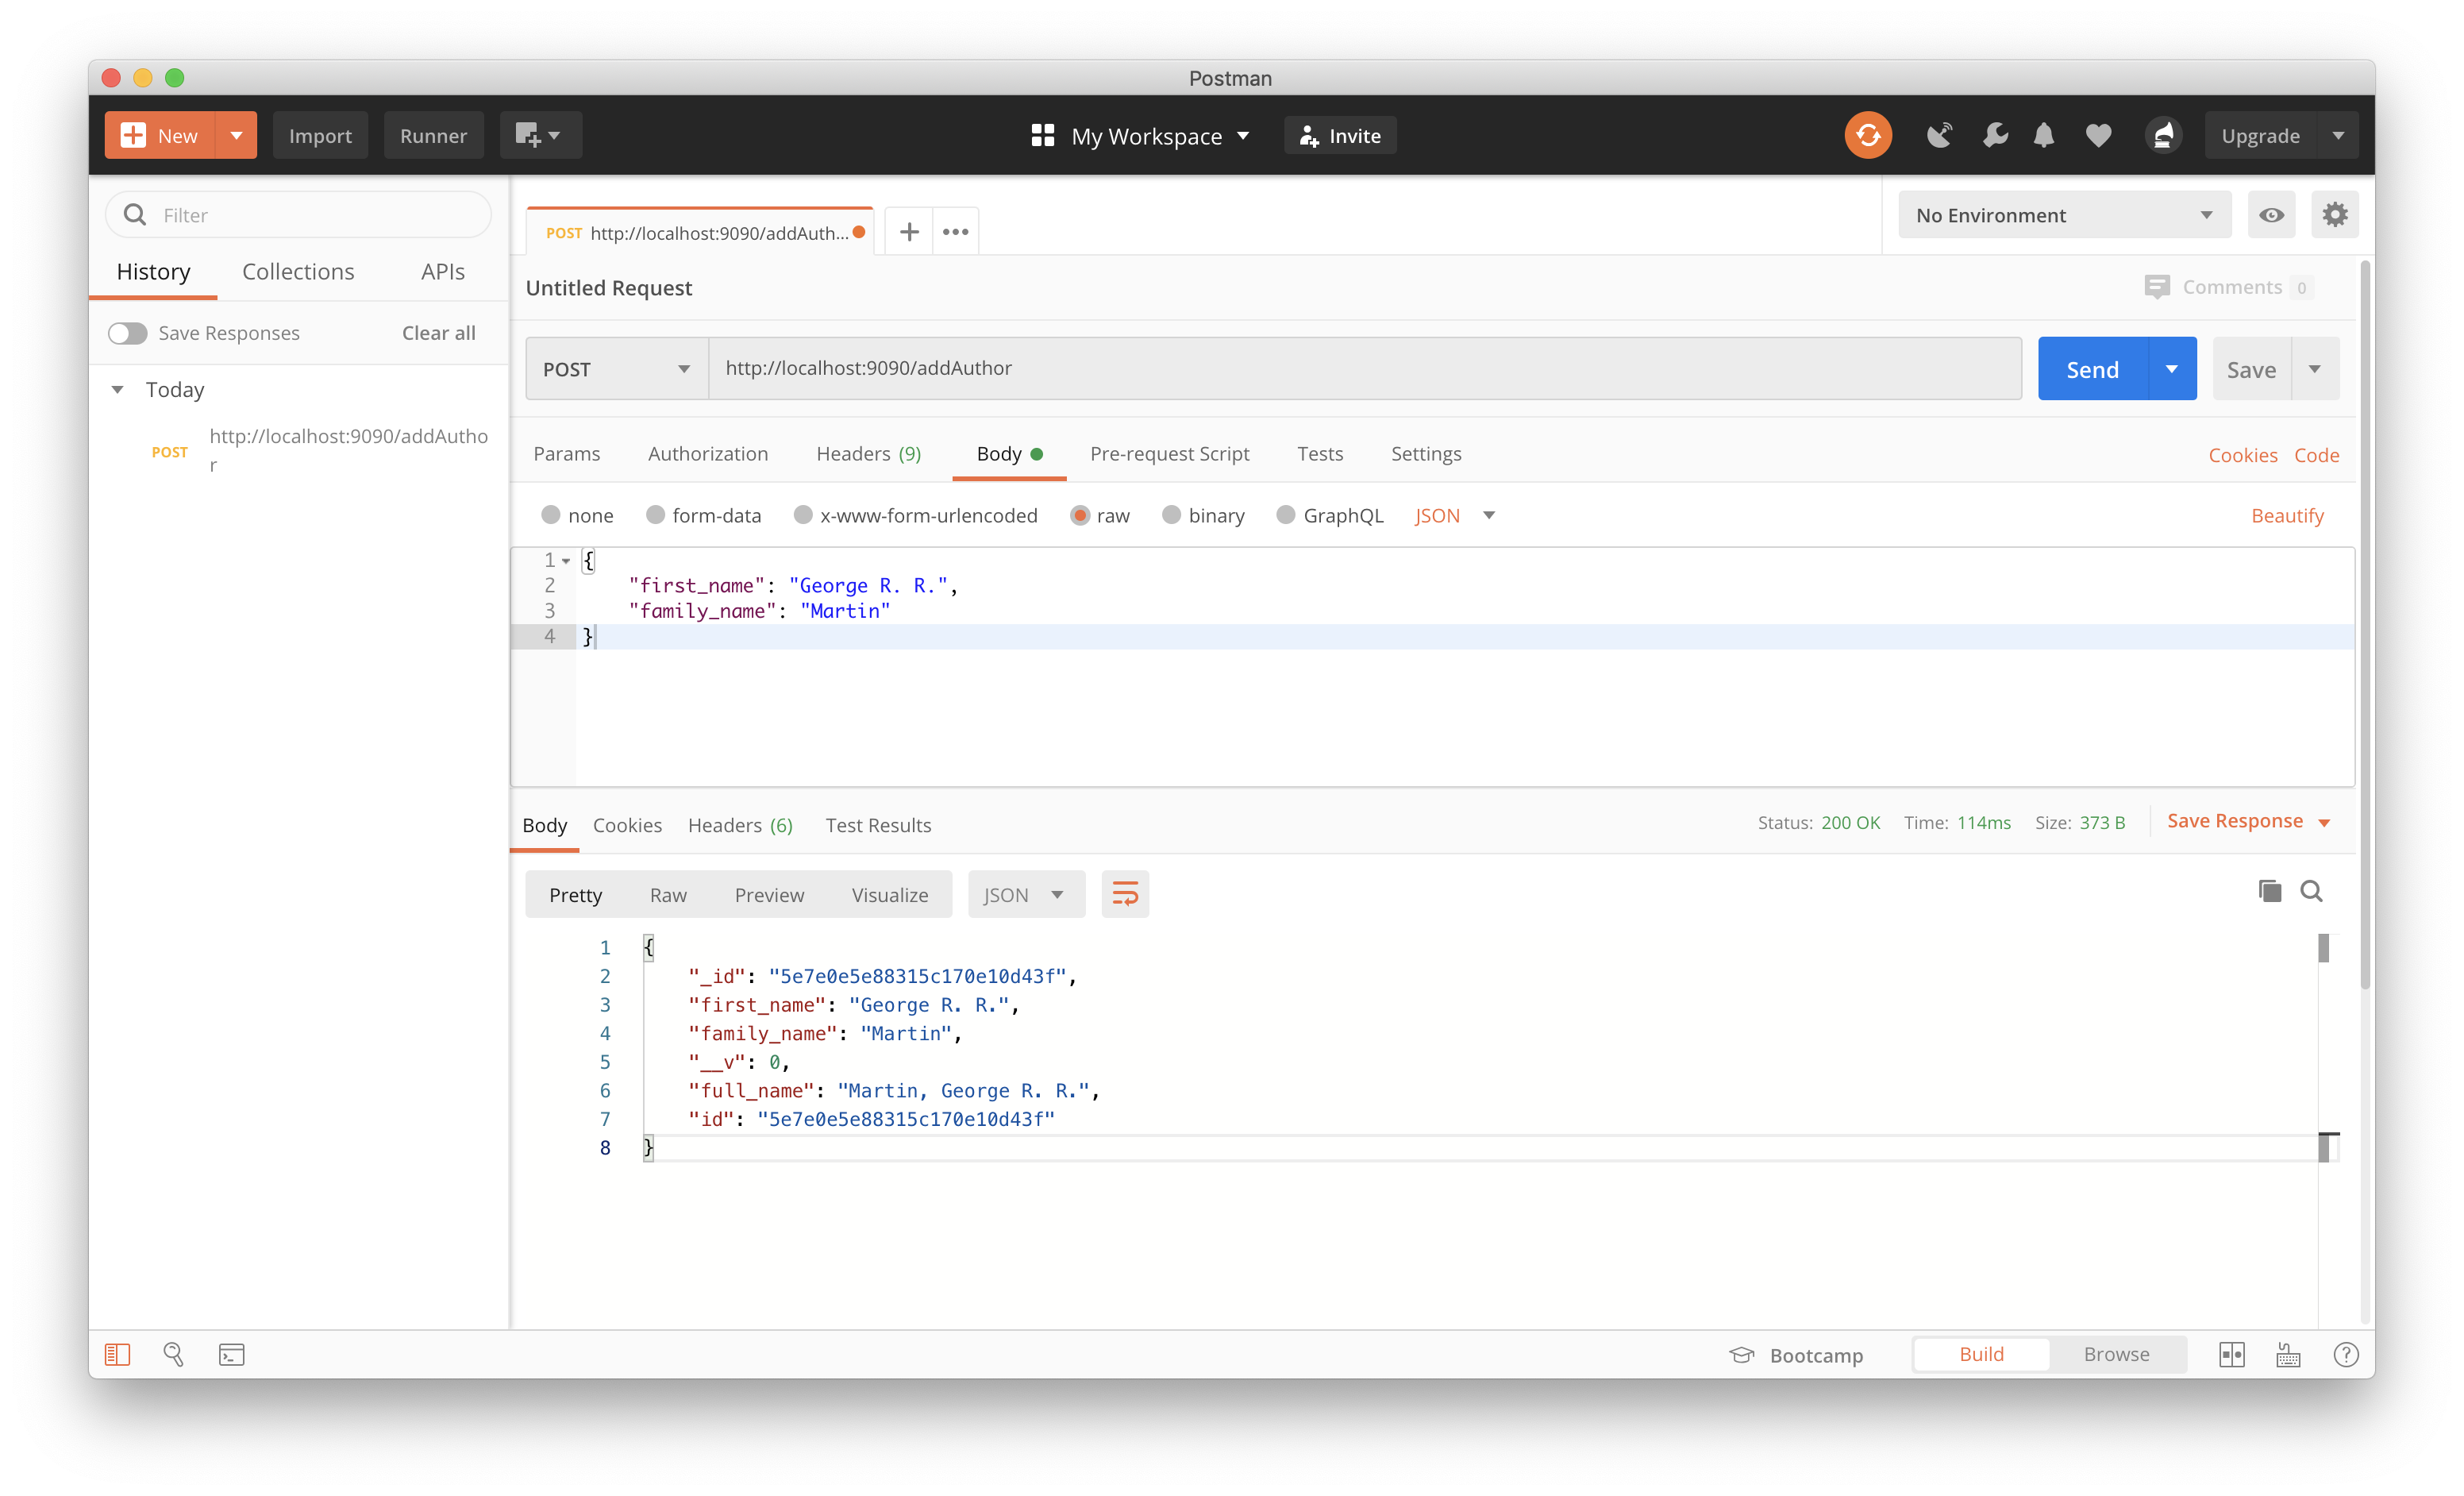 Postman
New Import Runner My Workspace Invite Upgrade
Filter
History Collections APIs
Save Responses Clear all
Today
POST http://localhost:9090/addAutho
r
POST http://localhost:9090/addAuth...
No Environment
Untitled Request
Comments 0
POST http://localhost:9090/addAuthor Send Save
Params Authorization Headers (9) Body Pre-request Script Tests Settings Cookies Code
none form-data x-www-form-urlencoded raw binary GraphQL JSON Beautify
1 {
2 "first_name": "George R. R.",
3 "family_name": "Martin"
4 }
Body Cookies Headers (6) Test Results Status: 200 OK Time: 114ms Size: 373 B Save Response
Pretty Raw Preview Visualize JSON
1 {
2 "_id": "5e7e0e5e88315c170e10d43f",
3 "first_name": "George R. R.",
4 "family_name": "Martin",
5 "__v": 0,
6 "full_name": "Martin, George R. R.",
7 "id": "5e7e0e5e88315c170e10d43f"
8 }
Bootcamp Build Browse